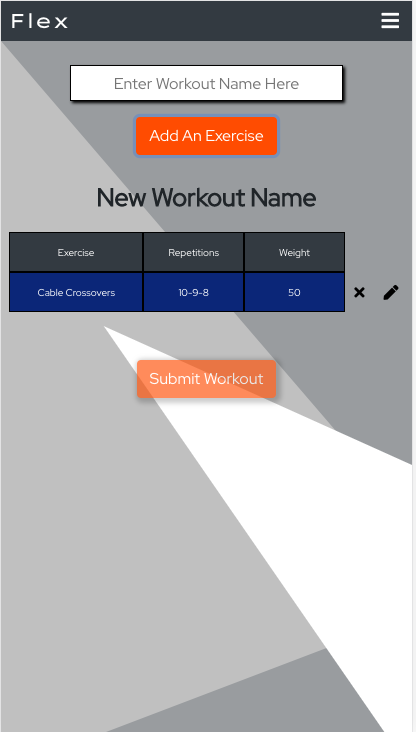 Flex
Enter Workout Name Here
Add An Exercise
New Workout Name
Exercise Repetitions Weight
Cable Crossovers 10-9-8 50
Submit Workout